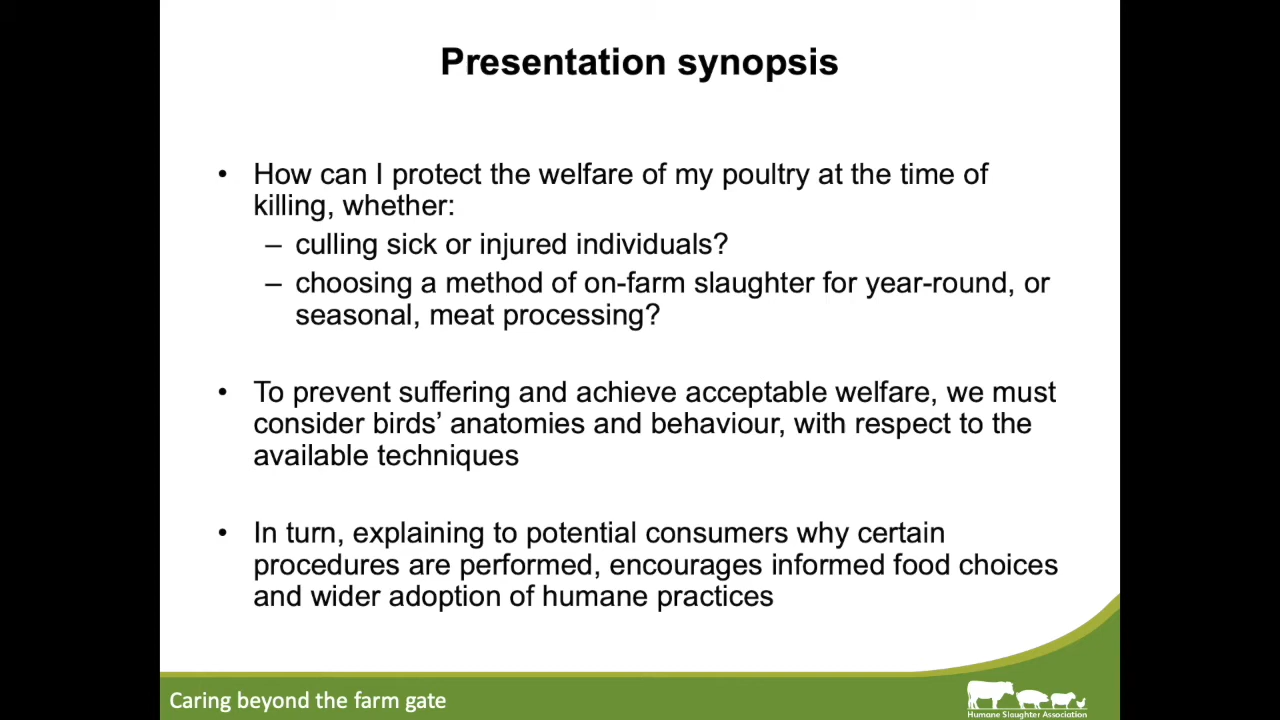 Presentation synopsis
• How can I protect the welfare of my poultry at the time of
killing, whether:
– culling sick or injured individuals?
– choosing a method of on-farm slaughter for year-round, or
seasonal, meat processing?
• To prevent suffering and achieve acceptable welfare, we must
consider birds’ anatomies and behaviour, with respect to the
available techniques
• In turn, explaining to potential consumers why certain
procedures are performed, encourages informed food choices
and wider adoption of humane practices
Caring beyond the farm gate
Humane Slaughter Association